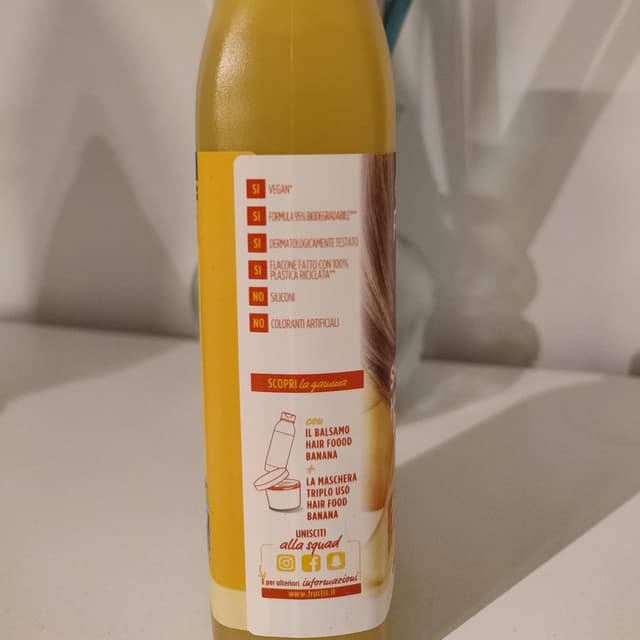 SI VEGAN*
SI FORMULA 95% BIODEGRADABILE***
SI DERMATOLOGICAMENTE TESTATO
SI FLACONE FATTO CON 100%
PLASTICA RICICLATA**
NO SILICONI
NO COLORANTI ARTIFICIALI
SCOPRI la gamma
con
IL BALSAMO
HAIR FOOOD
BANANA
+
LA MASCHERA
TRIPLO USO
HAIR FOOD
BANANA
UNISCITI
alla squad
per ulteriori informazioni
www.fructis.it